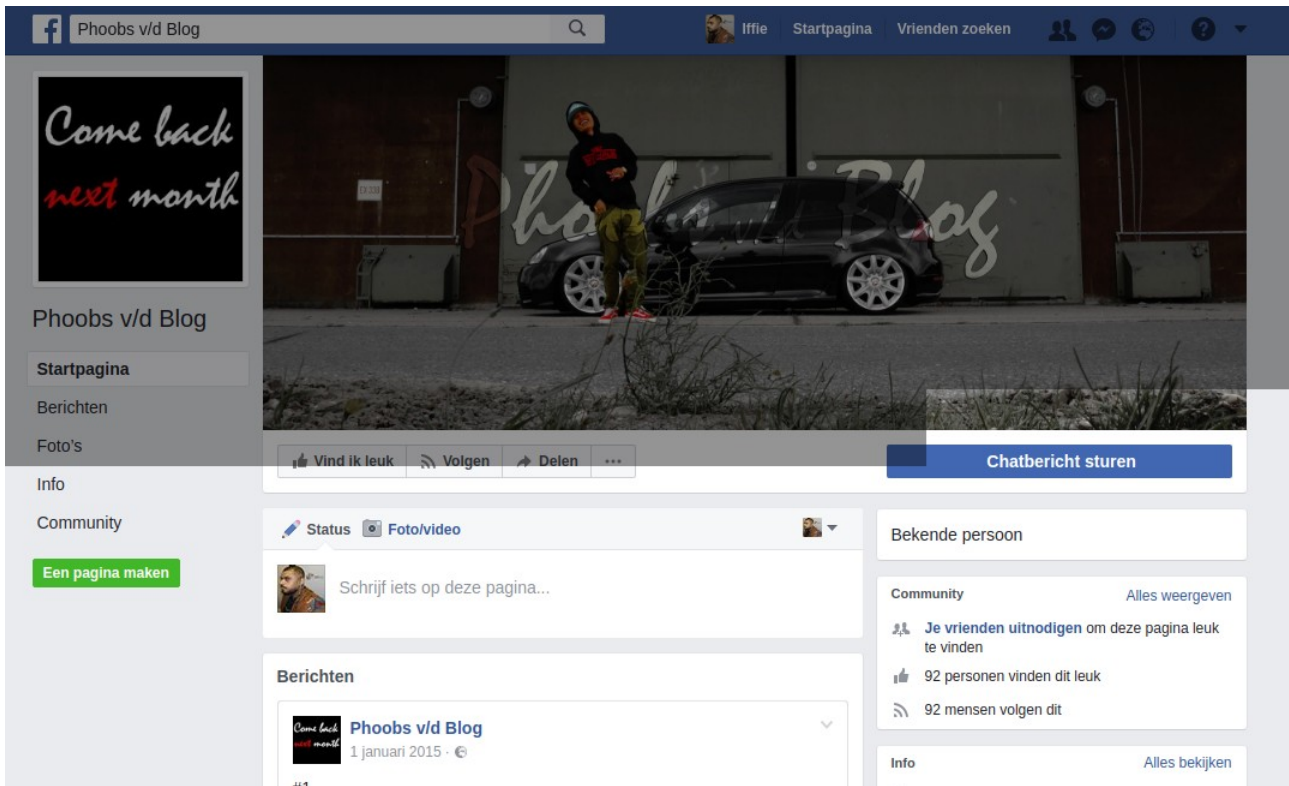 f Phoobs v/d Blog Iffie Startpagina Vrienden zoeken ?
Come back
next month
Phoobs v/d Blog
EV 338
Phoobs v/d Blog
Startpagina
Berichten
Foto's
Info
Community
Een pagina maken
Vind ik leuk Volgen Delen ...
Chatbericht sturen
Status Foto/video
Schrijf iets op deze pagina...
Berichten
Come back
next month
Phoobs v/d Blog
1 januari 2015 ·
#1
Bekende persoon
Community Alles weergeven
Je vrienden uitnodigen om deze pagina leuk
te vinden
92 personen vinden dit leuk
92 mensen volgen dit
Info Alles bekijken